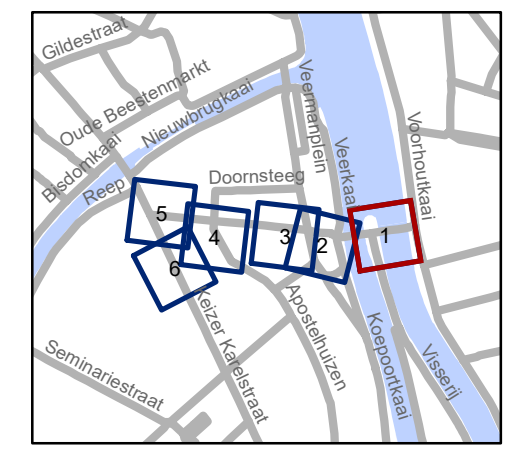 Gildestraat
Oude Beestenmarkt
Nieuwbrugkaai
Bisdomkaai
Reep
Doornsteeg
Veermanplein
Veerkaai
Voorhoutkaai
5
4
3
2
1
6
Keizer Karelstraat
Apostelhuizen
Koepoortkaai
Visserij
Seminariestraat